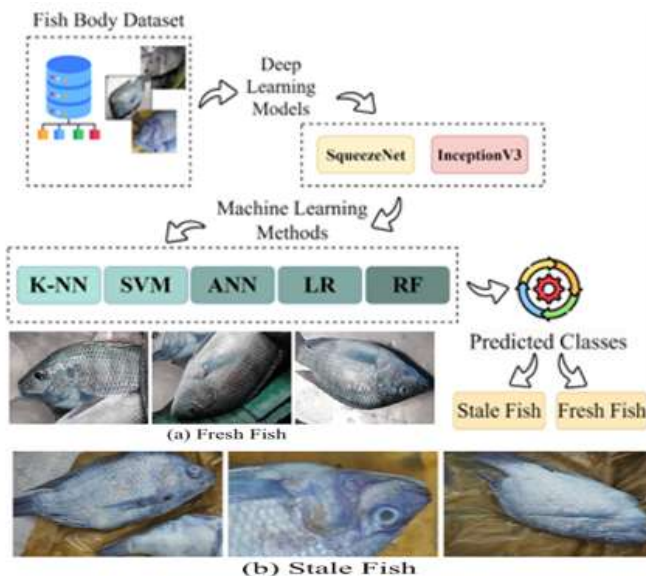 Fish Body Dataset
Deep
Learning
Models
SqueezeNet
InceptionV3
Machine Learning
Methods
K-NN
SVM
ANN
LR
RF
Predicted Classes
Stale Fish
Fresh Fish
(a) Fresh Fish
(b) Stale Fish